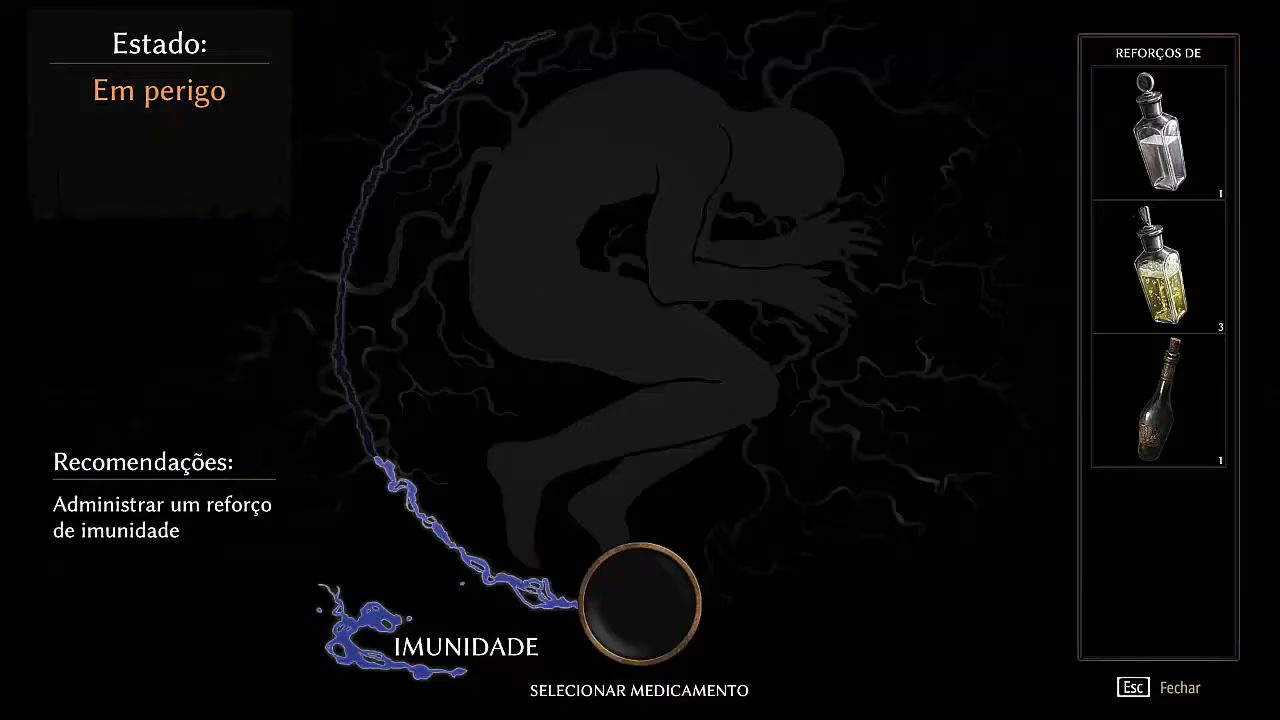 Estado:
Em perigo
REFORÇOS DE
1
3
1
Recomendações:
Administrar um reforço
de imunidade
IMUNIDADE
SELECIONAR MEDICAMENTO
Esc Fechar